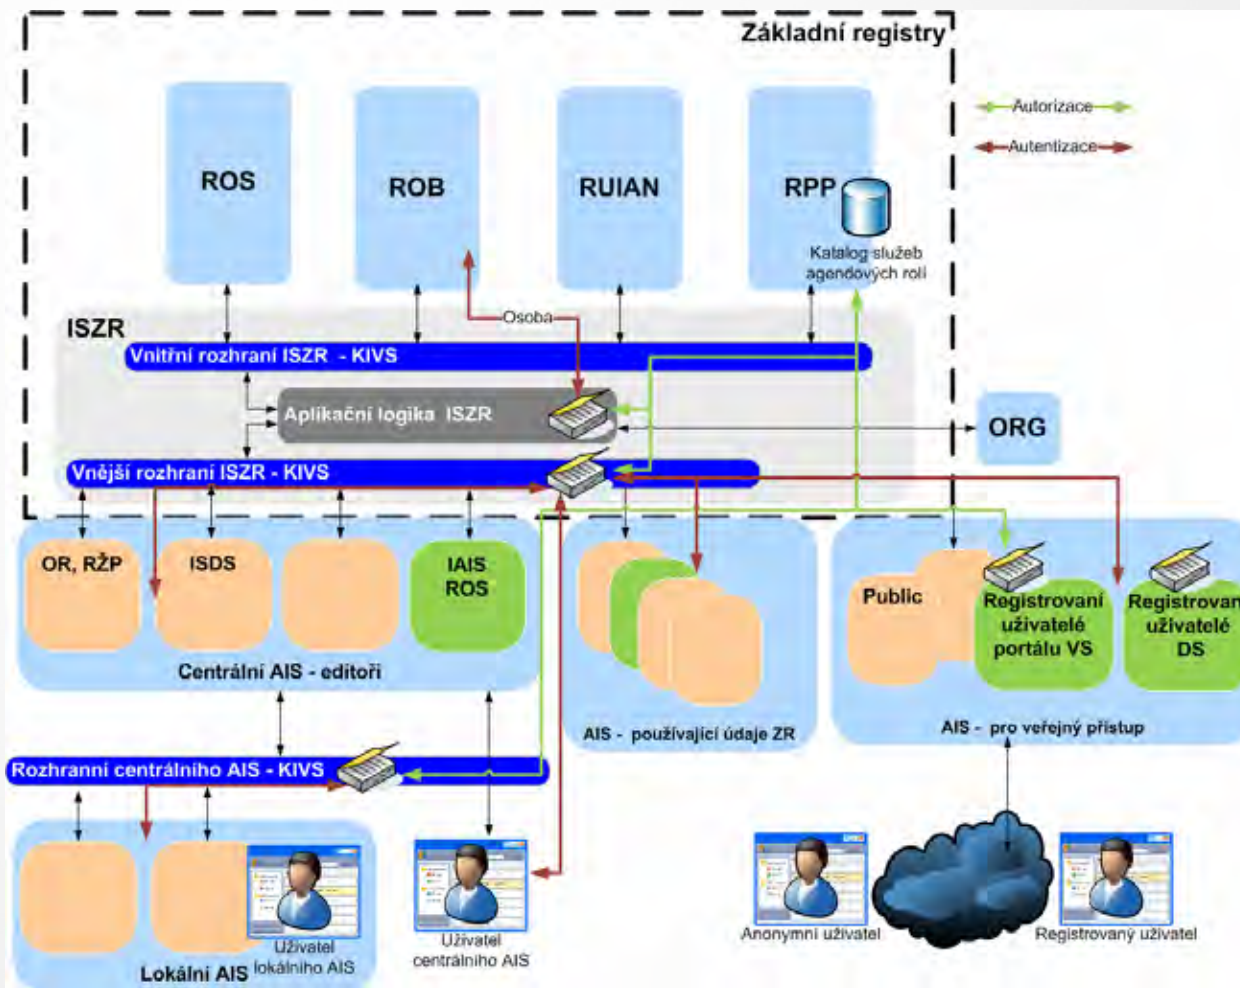 Základní registry
Autorizace
Autentizace
ROS
ROB
RUIAN
RPP
Katalog služeb
agendových rolí
ISZR
Osoba
Vnitřní rozhraní ISZR - KIVS
Aplikační logika ISZR
ORG
Vnější rozhraní ISZR - KIVS
OR, RŽP
ISDS
IAIS
ROS
Public
Registrovaní
uživatelé
portálu VS
Registrovan
uživatelé
DS
Centrální AIS - editoři
AIS - používající údaje ZR
AIS - pro veřejný přístup
Rozhranní centrálního AIS - KIVS
Uživatel
lokálního AIS
Lokální AIS
Uživatel
centrálního AIS
Anonymní uživatel
Registrovaný uživatel